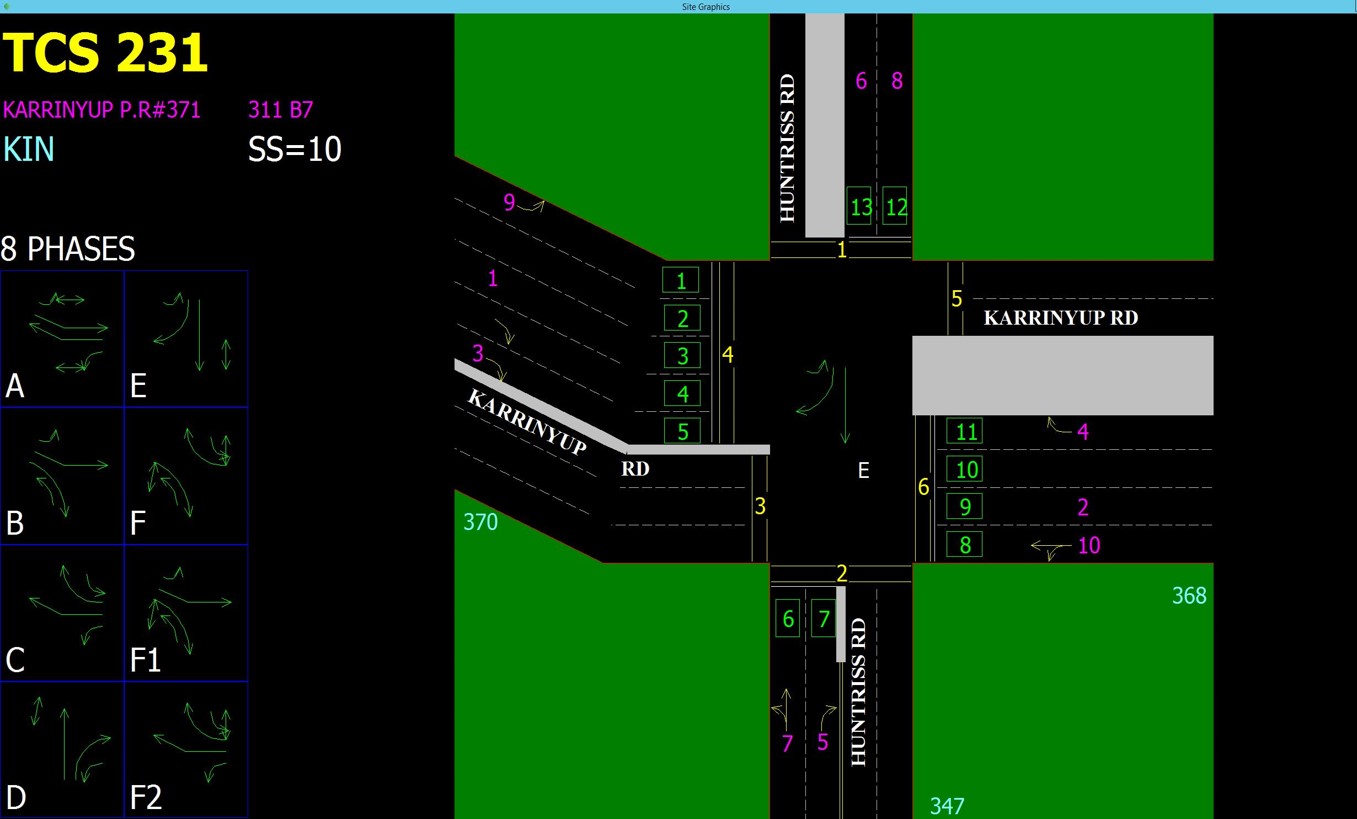 Site Graphics
TCS 231
KARRINYUP P.R#371 311 B7
KIN SS=10
8 PHASES
A E
B F
C F1
D F2
HUNTRISS RD
6 8
13 12
1
9
1
3
1
2
3
4
5
4
5
KARRINYUP RD
KARRINYUP
RD
3
E
6
11
10
9
8
4
2
10
370
2
6 7
7 5
HUNTRISS RD
368
347